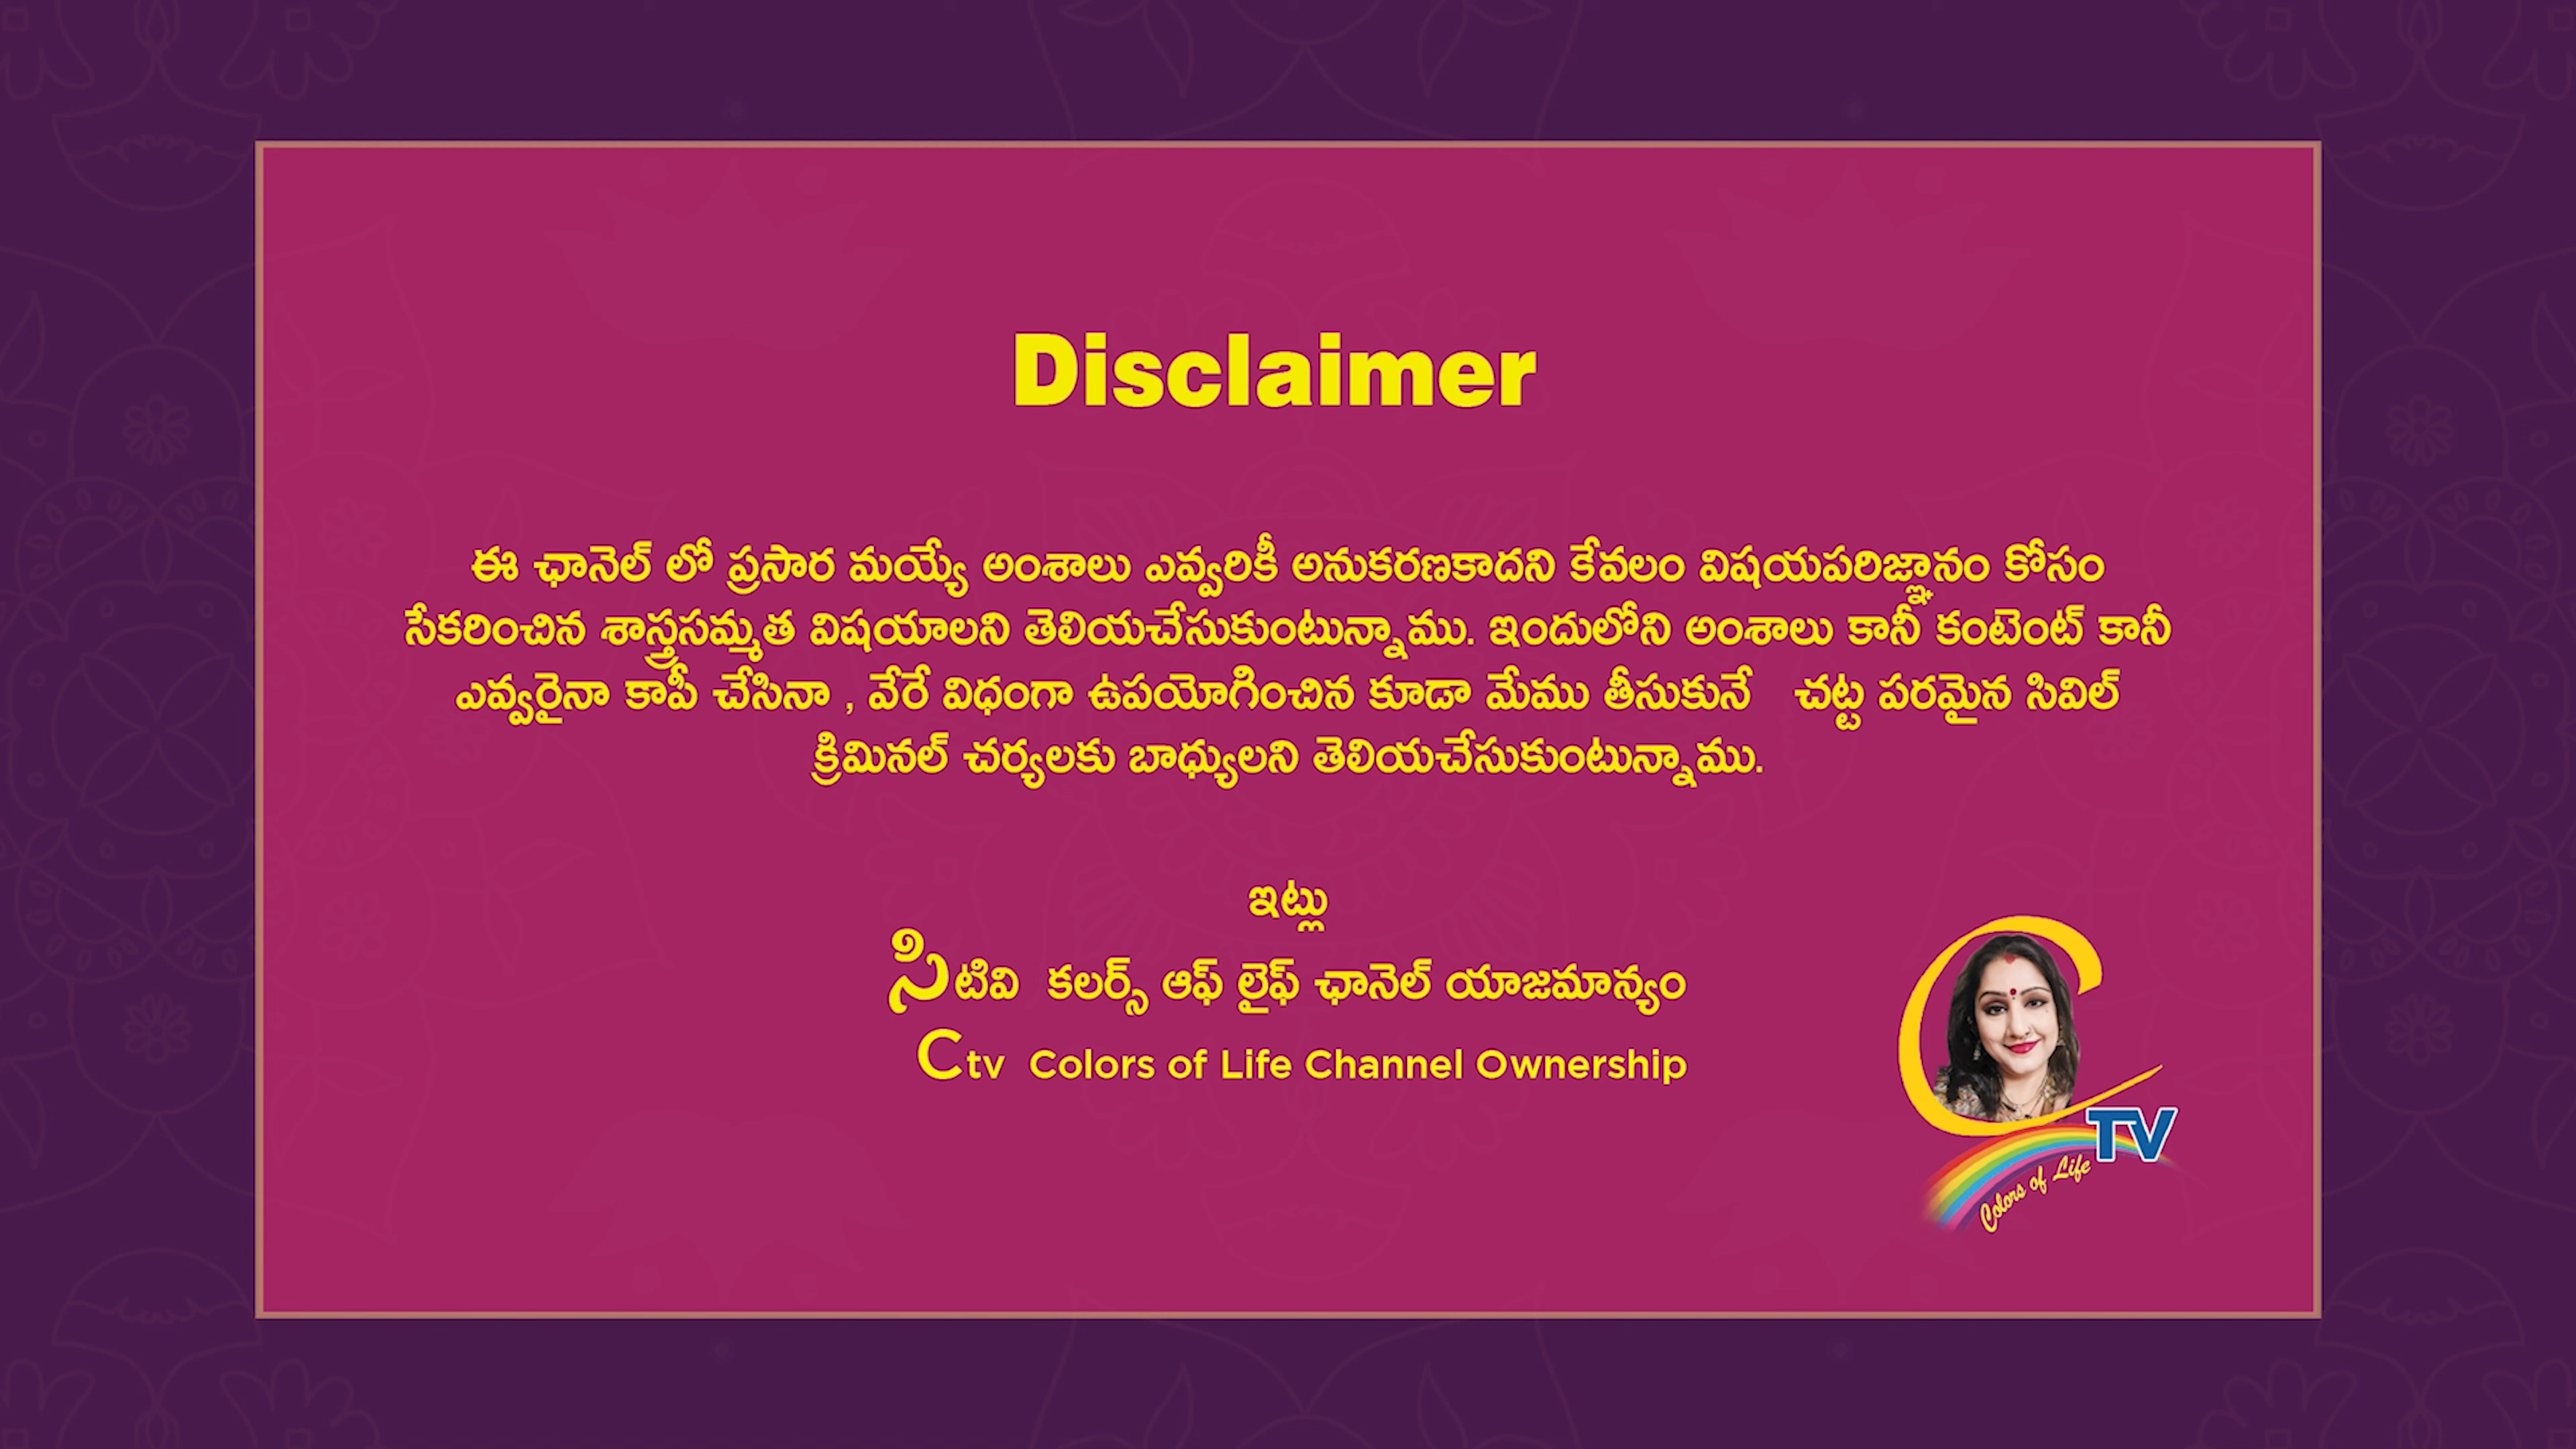 Disclaimer
ఈ ఛానెల్ లో ప్రసార మయ్యే అంశాలు ఎవ్వరికీ అనుకరణకాదని కేవలం విషయపరిజ్ఞానం కోసం
సేకరించిన శాస్త్రసమ్మత విషయాలని తెలియచేసుకుంటున్నాము. ఇందులోని అంశాలు కానీ కంటెంట్ కానీ
ఎవ్వరైనా కాపీ చేసినా , వేరే విధంగా ఉపయోగించిన కూడా మేము తీసుకునే చట్ట పరమైన సివిల్
క్రిమినల్ చర్యలకు బాధ్యులని తెలియచేసుకుంటున్నాము.
ఇట్లు
సిటివి కలర్స్ ఆఫ్ లైఫ్ ఛానెల్ యాజమాన్యం
Ctv Colors of Life Channel Ownership
C TV
Colors of Life